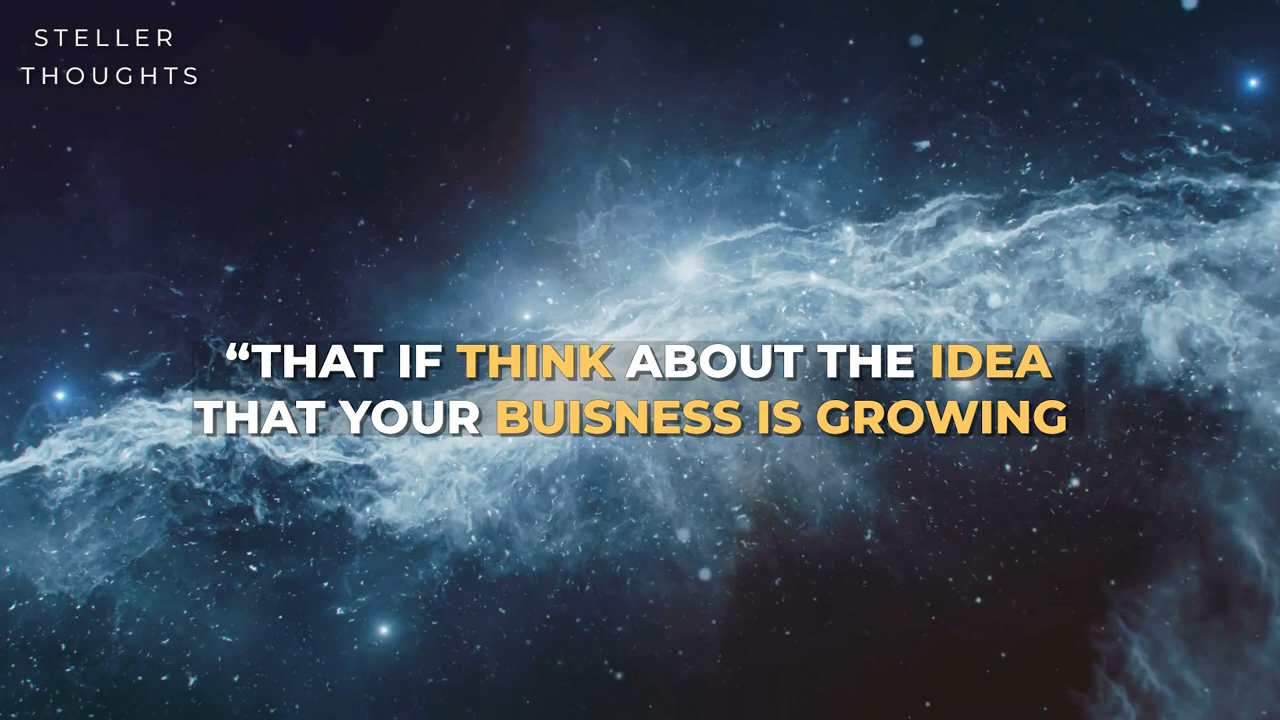 STELLER
THOUGHTS
“THAT IF THINK ABOUT THE IDEA
THAT YOUR BUISNESS IS GROWING